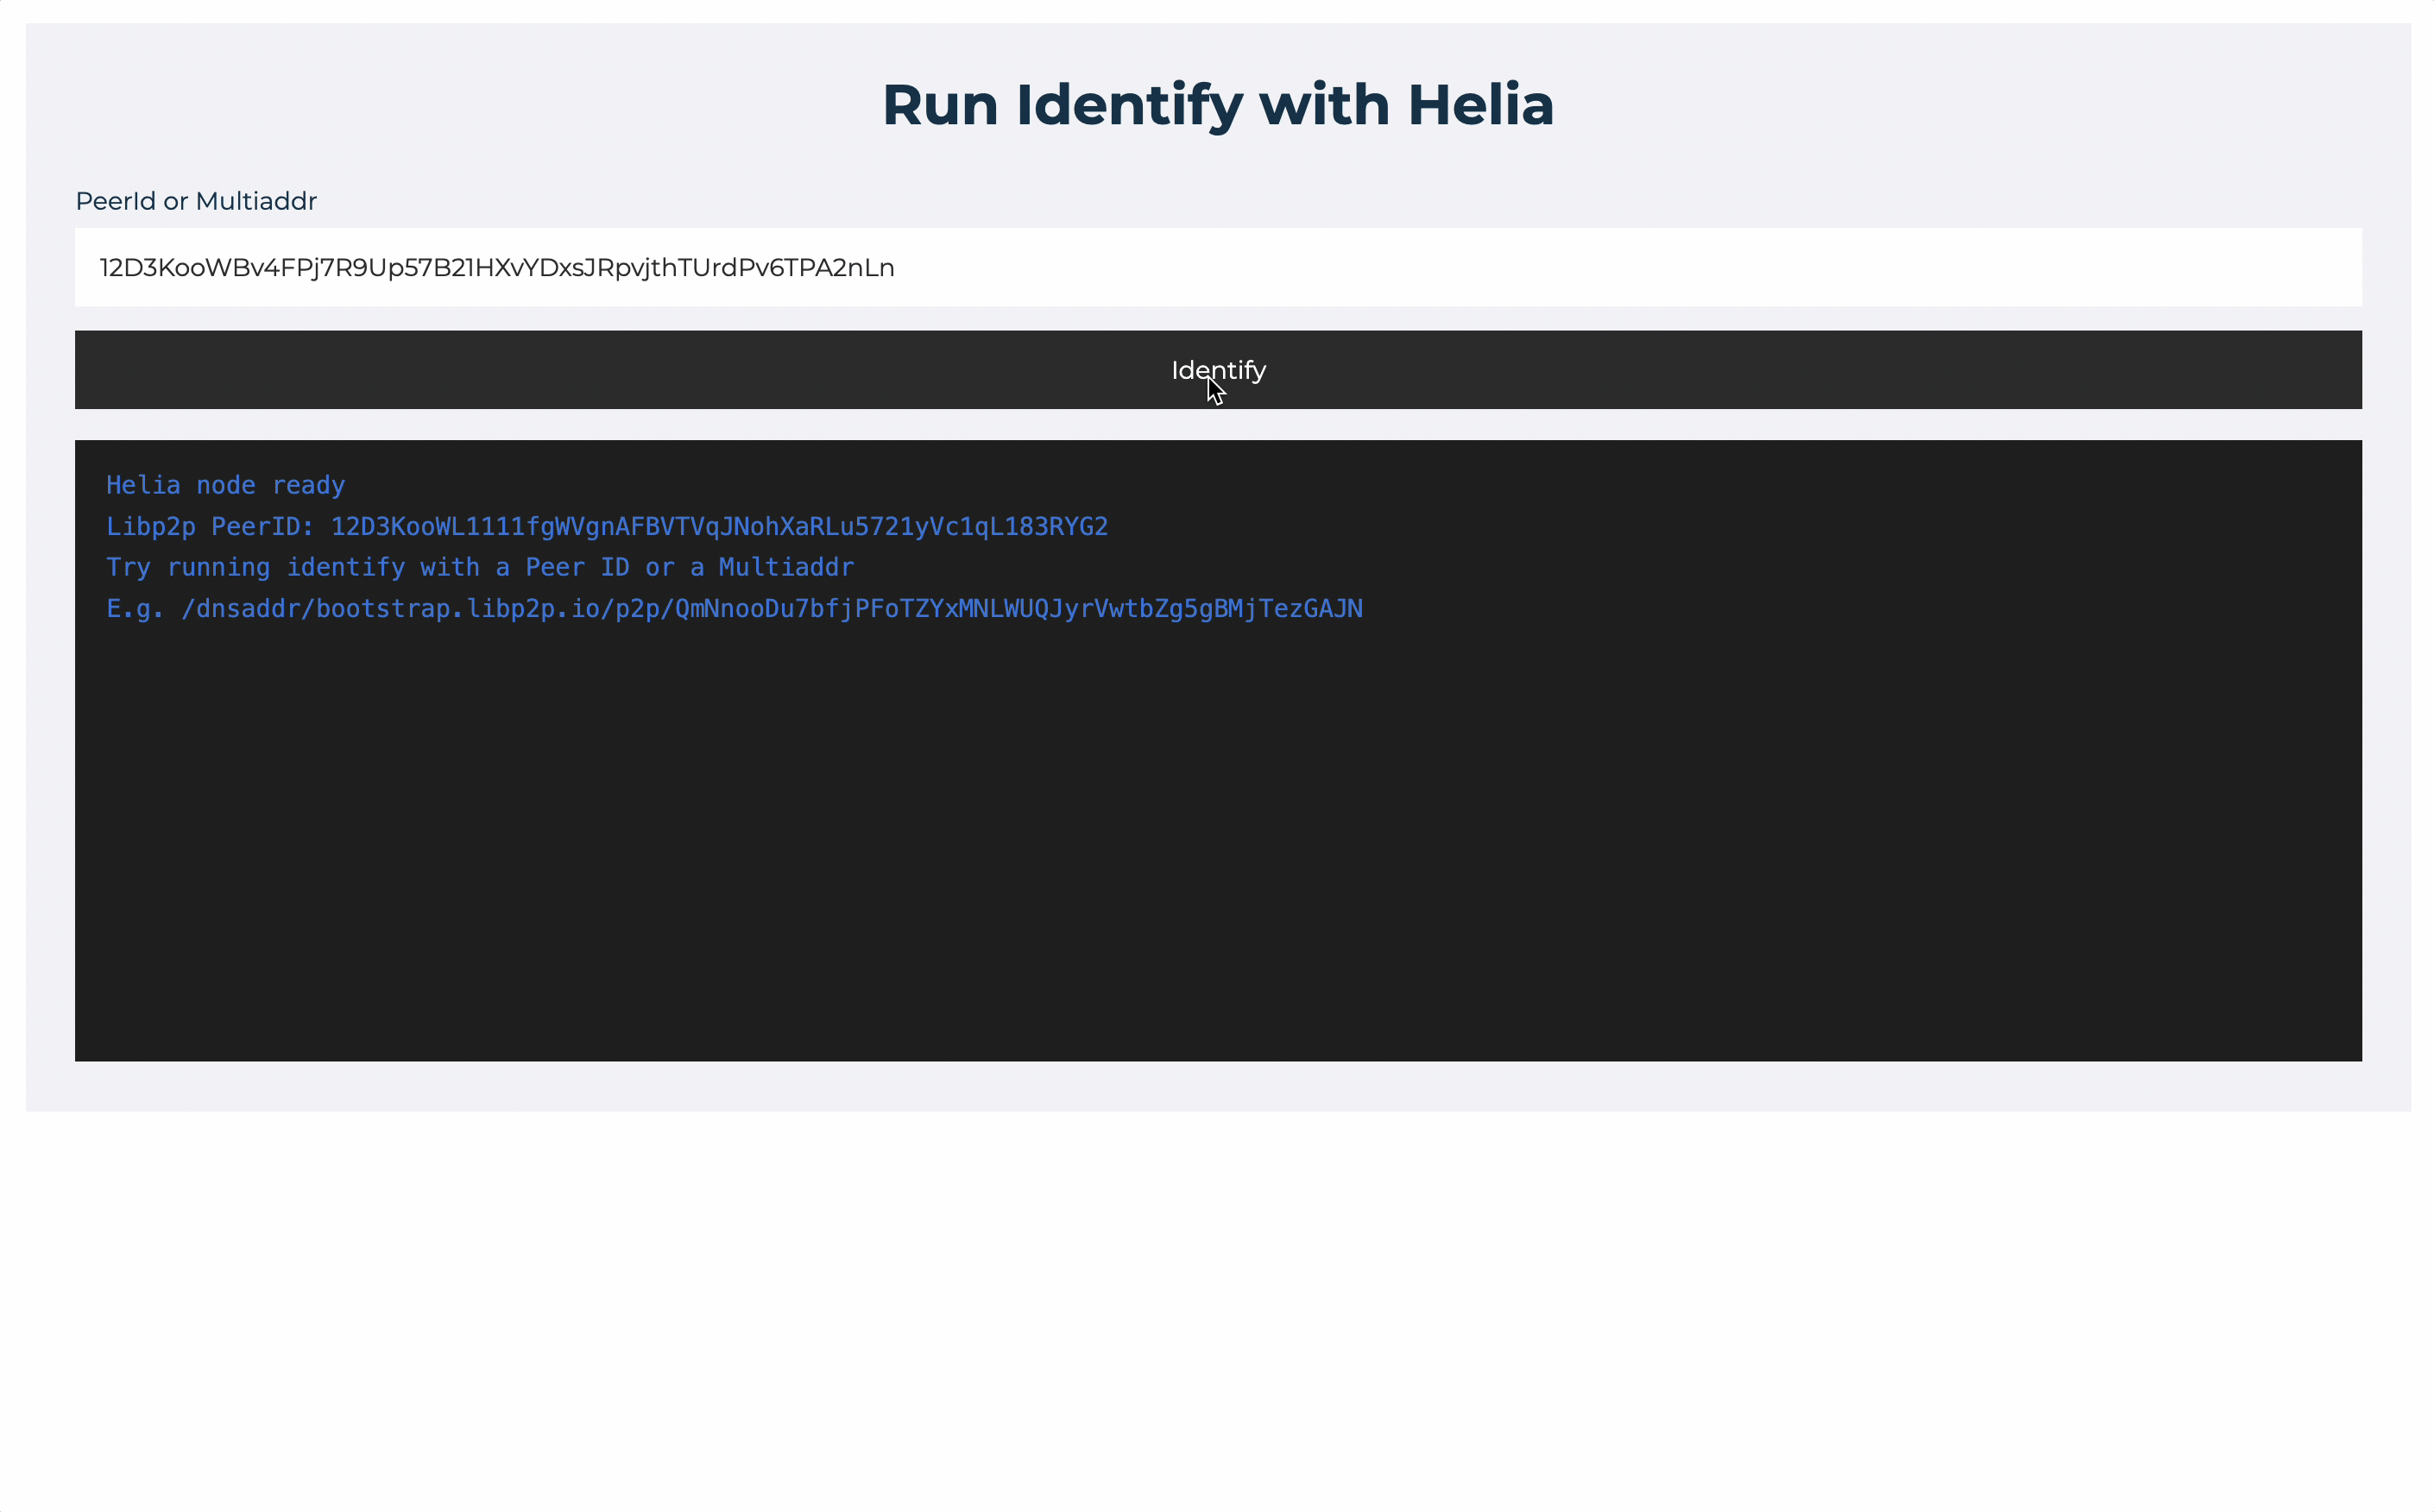 Run Identify with Helia
PeerId or Multiaddr
12D3KooWBv4FPj7R9Up57B21HXvYDxsJRpvjthTUrdPv6TPA2nLn
Identify
Helia node ready
Libp2p PeerID: 12D3KooWL1111fgWVgnAFBVTVqJNohXaRLu5721yVc1qL183RYG2
Try running identify with a Peer ID or a Multiaddr
E.g. /dnsaddr/bootstrap.libp2p.io/p2p/QmNnooDu7bfjPFoTZYxMNLWUQJyrVwtbZg5gBMjTezGAJN